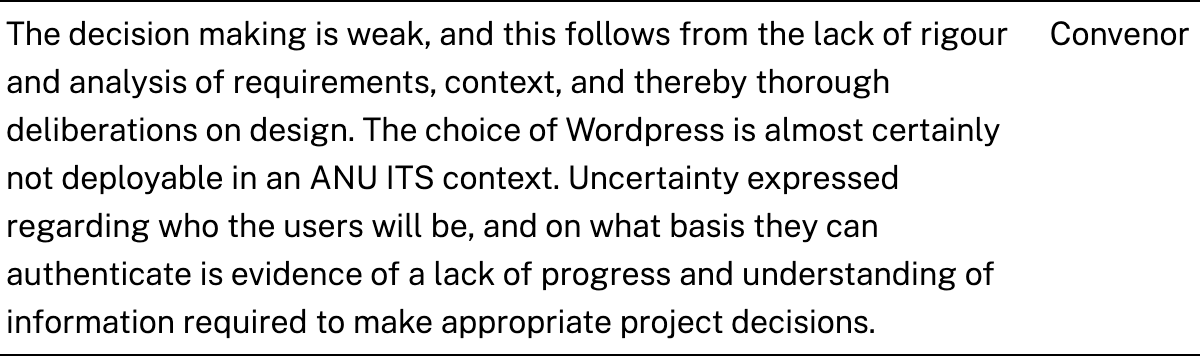 The decision making is weak, and this follows from the lack of rigour Convenor
and analysis of requirements, context, and thereby thorough
deliberations on design. The choice of Wordpress is almost certainly
not deployable in an ANU ITS context. Uncertainty expressed
regarding who the users will be, and on what basis they can
authenticate is evidence of a lack of progress and understanding of
information required to make appropriate project decisions.